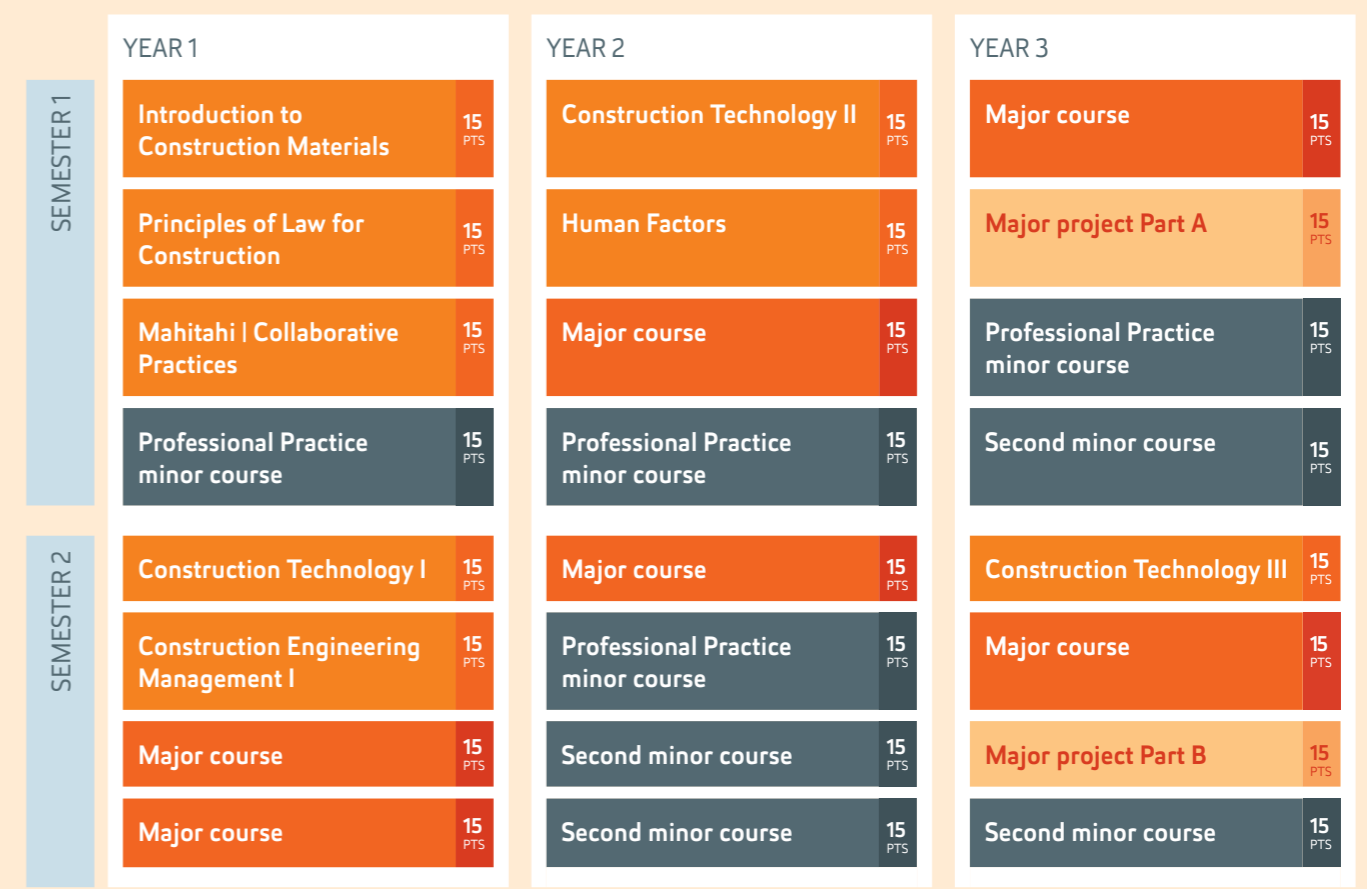 YEAR 1
YEAR 2
YEAR 3
SEMESTER 1
Introduction to
Construction Materials
15
PTS
Construction Technology II
15
PTS
Major course
15
PTS
Principles of Law for
Construction
15
PTS
Human Factors
15
PTS
Major project Part A
15
PTS
Mahitahi | Collaborative
Practices
15
PTS
Major course
15
PTS
Professional Practice
minor course
15
PTS
Professional Practice
minor course
15
PTS
Professional Practice
minor course
15
PTS
Second minor course
15
PTS
SEMESTER 2
Construction Technology I
15
PTS
Major course
15
PTS
Construction Technology III
15
PTS
Construction Engineering
Management I
15
PTS
Professional Practice
minor course
15
PTS
Major course
15
PTS
Major course
15
PTS
Second minor course
15
PTS
Major project Part B
15
PTS
Major course
15
PTS
Second minor course
15
PTS
Second minor course
15
PTS